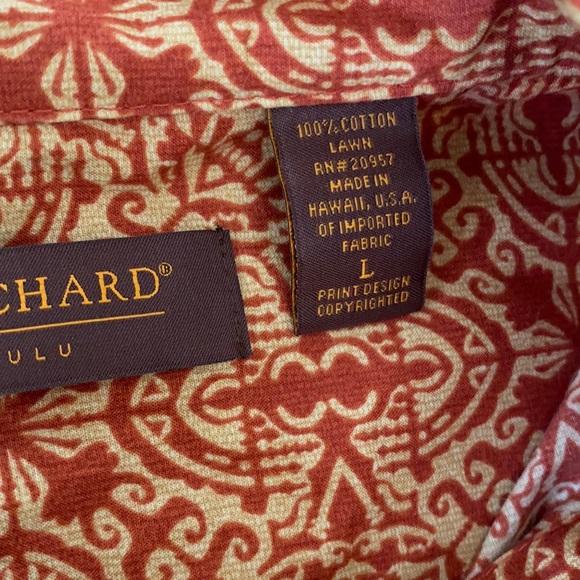 CHARD®
ULU
100% COTTON
LAWN
RN# 20957
MADE IN
HAWAII, U.S.A.
OF IMPORTED
FABRIC
L
PRINT DESIGN
COPYRIGHTED